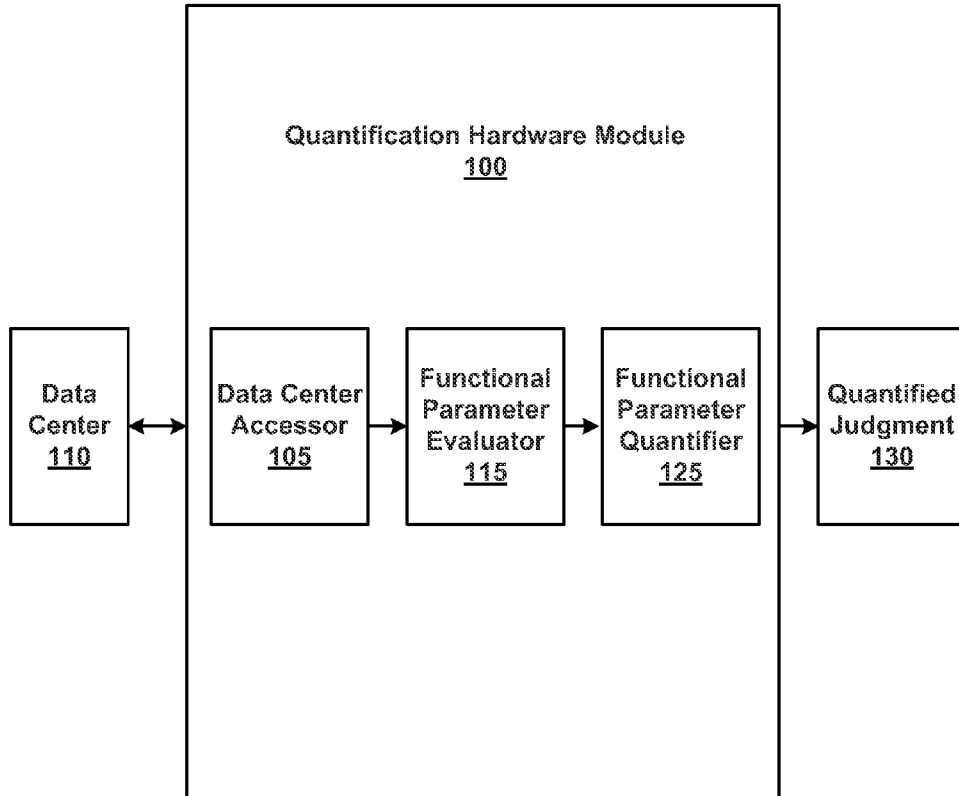 Quantification Hardware Module
100
Data
Center
110
Data Center
Accessor
105
Functional
Parameter
Evaluator
115
Functional
Parameter
Quantifier
125
Quantified
Judgment
130